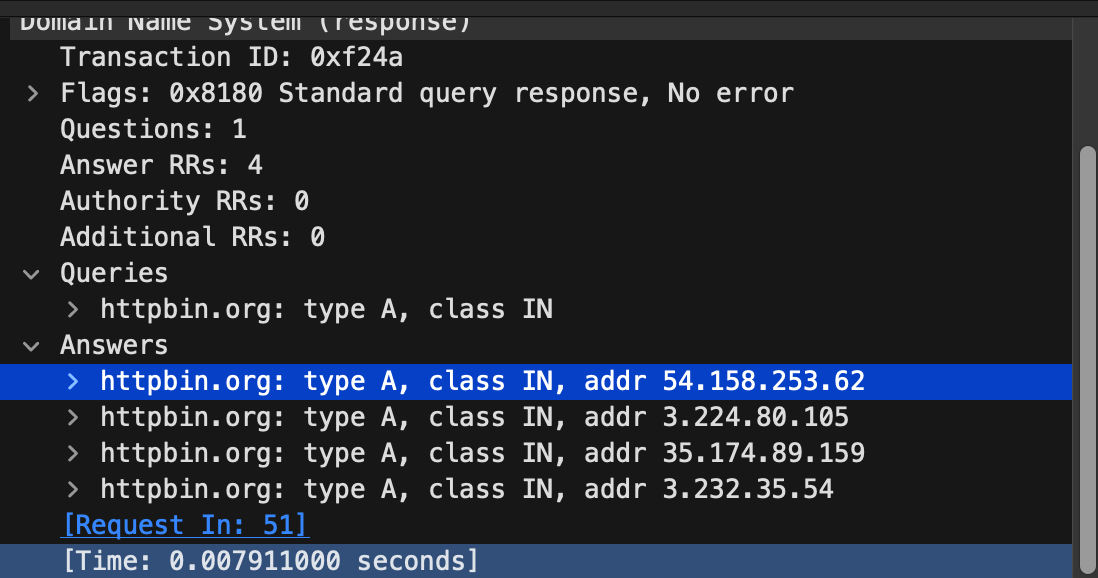 Domain Name System (response)
Transaction ID: 0xf24a
Flags: 0x8180 Standard query response, No error
Questions: 1
Answer RRs: 4
Authority RRs: 0
Additional RRs: 0
Queries
httpbin.org: type A, class IN
Answers
httpbin.org: type A, class IN, addr 54.158.253.62
httpbin.org: type A, class IN, addr 3.224.80.105
httpbin.org: type A, class IN, addr 35.174.89.159
httpbin.org: type A, class IN, addr 3.232.35.54
[Request In: 51]
[Time: 0.007911000 seconds]